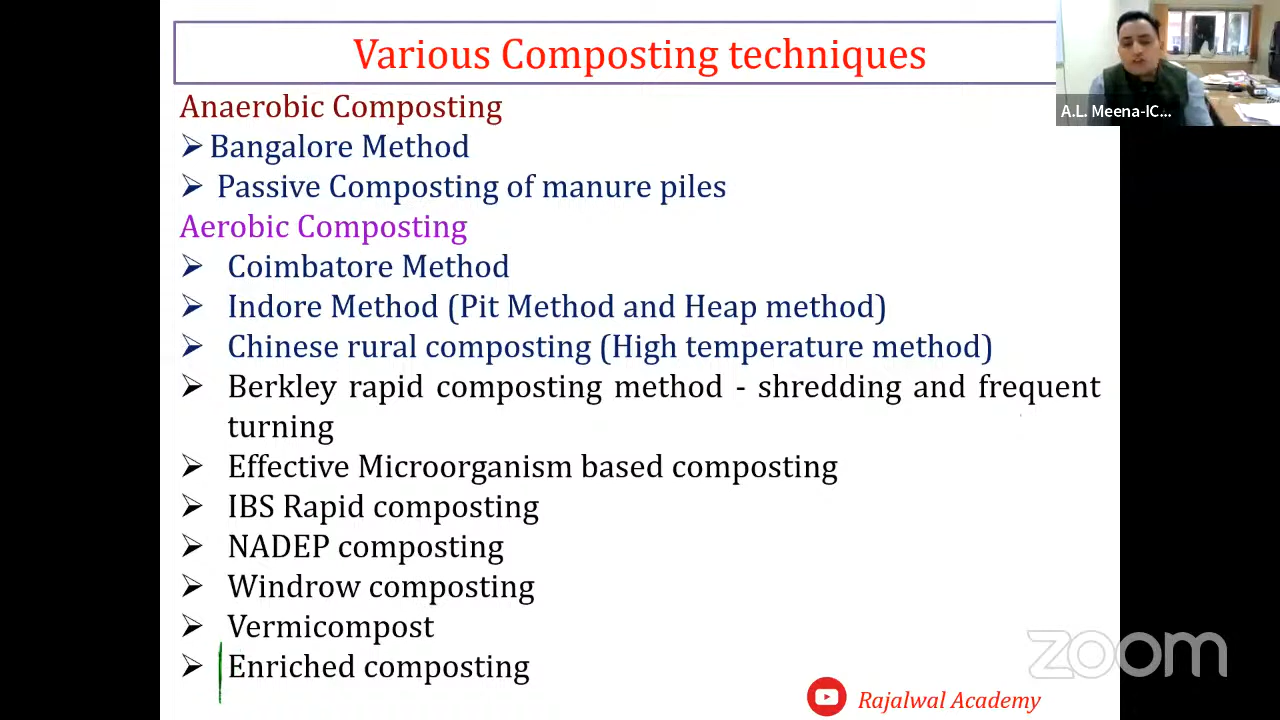 Various Composting techniques
A.L. Meena-IC...
Anaerobic Composting
➢ Bangalore Method
➢ Passive Composting of manure piles
Aerobic Composting
➢ Coimbatore Method
➢ Indore Method (Pit Method and Heap method)
➢ Chinese rural composting (High temperature method)
➢ Berkley rapid composting method - shredding and frequent
turning
➢ Effective Microorganism based composting
➢ IBS Rapid composting
➢ NADEP composting
➢ Windrow composting
➢ Vermicompost
➢ Enriched composting
zoom
Rajalwal Academy